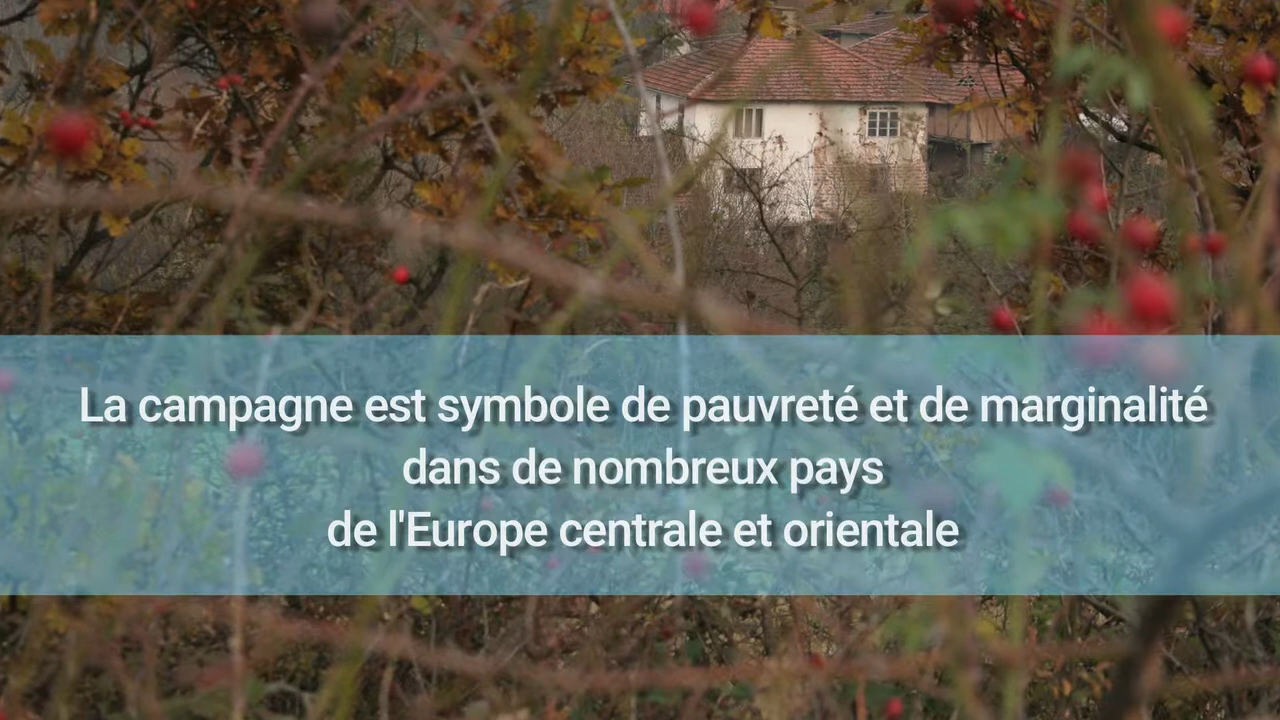 La campagne est symbole de pauvreté et de marginalité
dans de nombreux pays
de l'Europe centrale et orientale